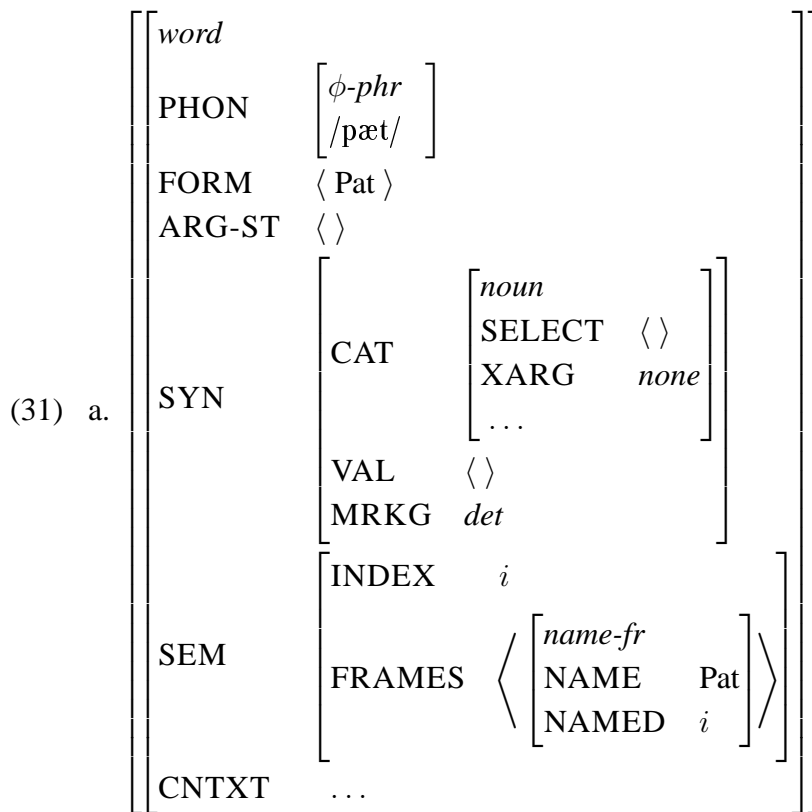 word
PHON ϕ-phr
/pæt/
FORM ⟨ Pat ⟩
ARG-ST ⟨ ⟩
(31) a. SYN CAT noun
SELECT ⟨ ⟩
XARG none
. . .
VAL ⟨ ⟩
MRKG det
SEM INDEX i
FRAMES ⟨ name-fr
NAME Pat
NAMED i ⟩
CNTXT . . .